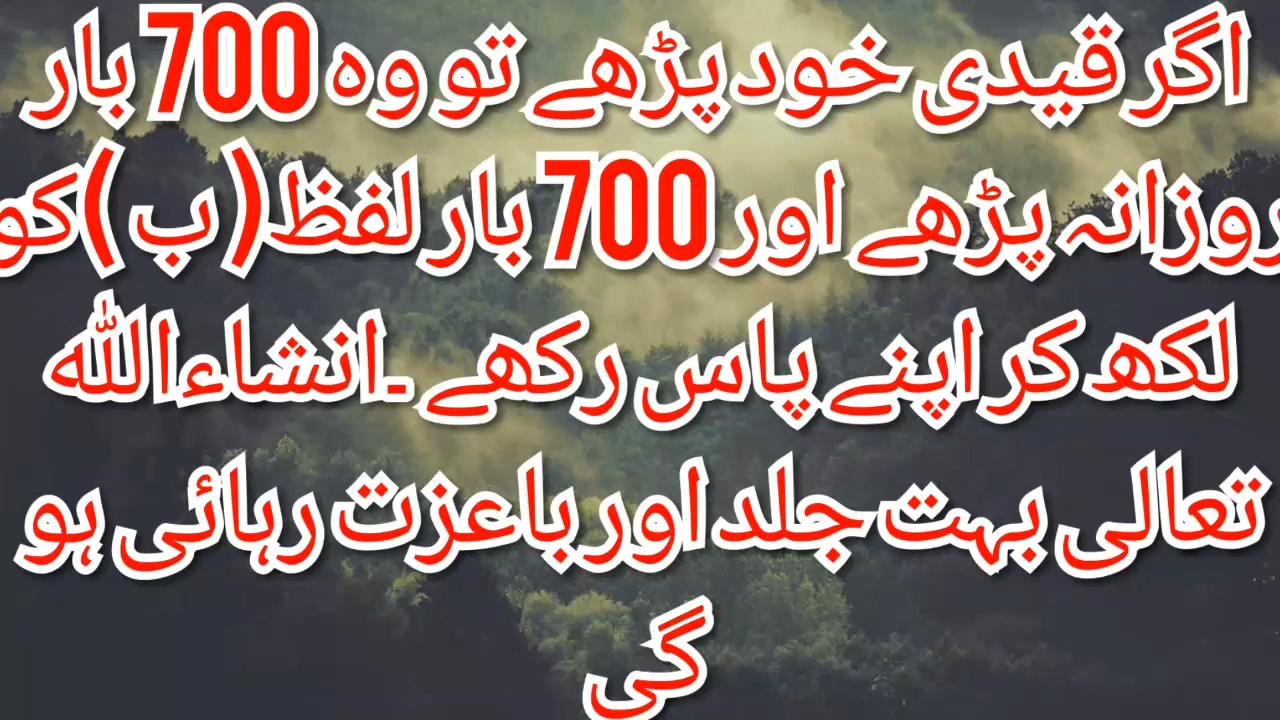 اگر قیدی خود پڑھے تو وہ 700 بار
روزانہ پڑھے اور 700 بار لفظ( ب )کو
لکھ کر اپنے پاس رکھے ۔انشاءاللہ
تعالی بہت جلد اور باعزت رہائی ہو
گی